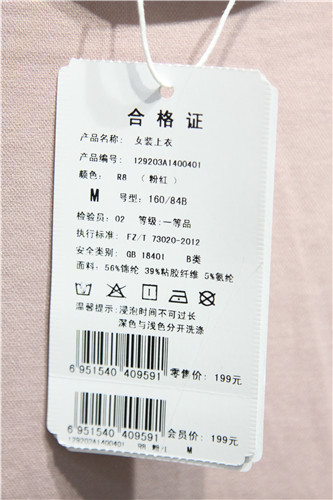 合格证
产品名称: 女装上衣
产品编号: 129203A1400401
颜色: R8 (粉红)
M 号型: 160/84B
检验员: 02 等级:一等品
执行标准: FZ/T 73020-2012
安全类别: GB 18401 B类
面料: 56%锦纶 39%粘胶纤维 5%氨纶
温馨提示: 浸泡时间不可过长
深色与浅色分开洗涤
6 951540 409591 零售价: 199元
6 951540 409591 会员价: 199元
129203A1400401 M